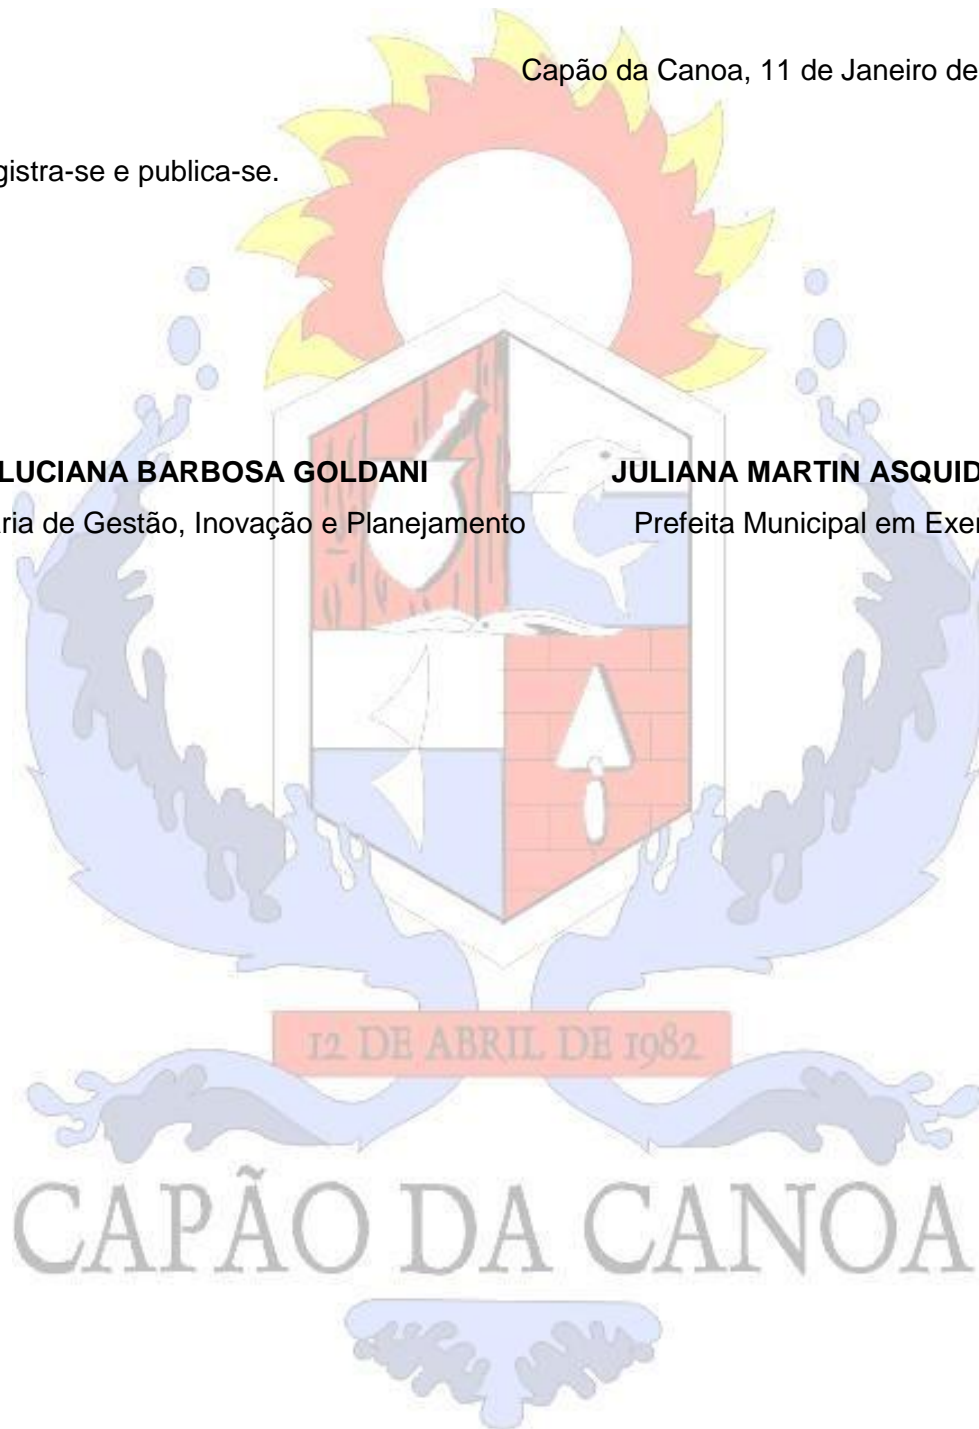 Capão da Canoa, 11 de Janeiro de
gistra-se e publica-se.
LUCIANA BARBOSA GOLDANI JULIANA MARTIN ASQUID
ria de Gestão, Inovação e Planejamento Prefeita Municipal em Exer
12 DE ABRIL DE 1982
CAPÃO DA CANOA